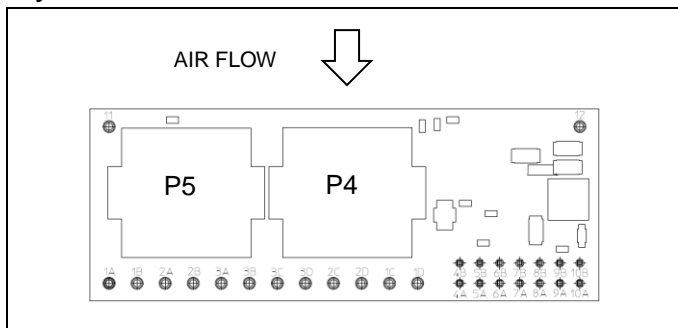 AIR FLOW
11 12
P5 P4
1A 1B 2A 2B 3A 3B 3C 3D 2C 2D 1C 1D
4B 5B 6B 7B 8B 9B 10B
4A 5A 6A 7A 8A 9A 10A